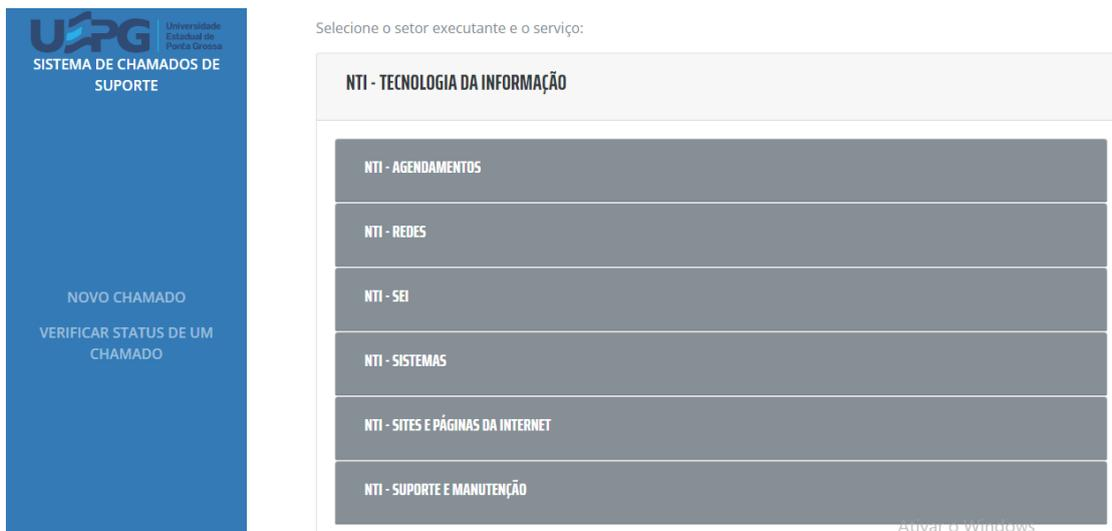 UEPG
Universidade
Estadual de
Ponta Grossa
SISTEMA DE CHAMADOS DE
SUPORTE
NOVO CHAMADO
VERIFICAR STATUS DE UM
CHAMADO
Selecione o setor executante e o serviço:
NTI - TECNOLOGIA DA INFORMAÇÃO
NTI - AGENDAMENTOS
NTI - REDES
NTI - SEI
NTI - SISTEMAS
NTI - SITES E PÁGINAS DA INTERNET
NTI - SUPORTE E MANUTENÇÃO
Ativar o Windows